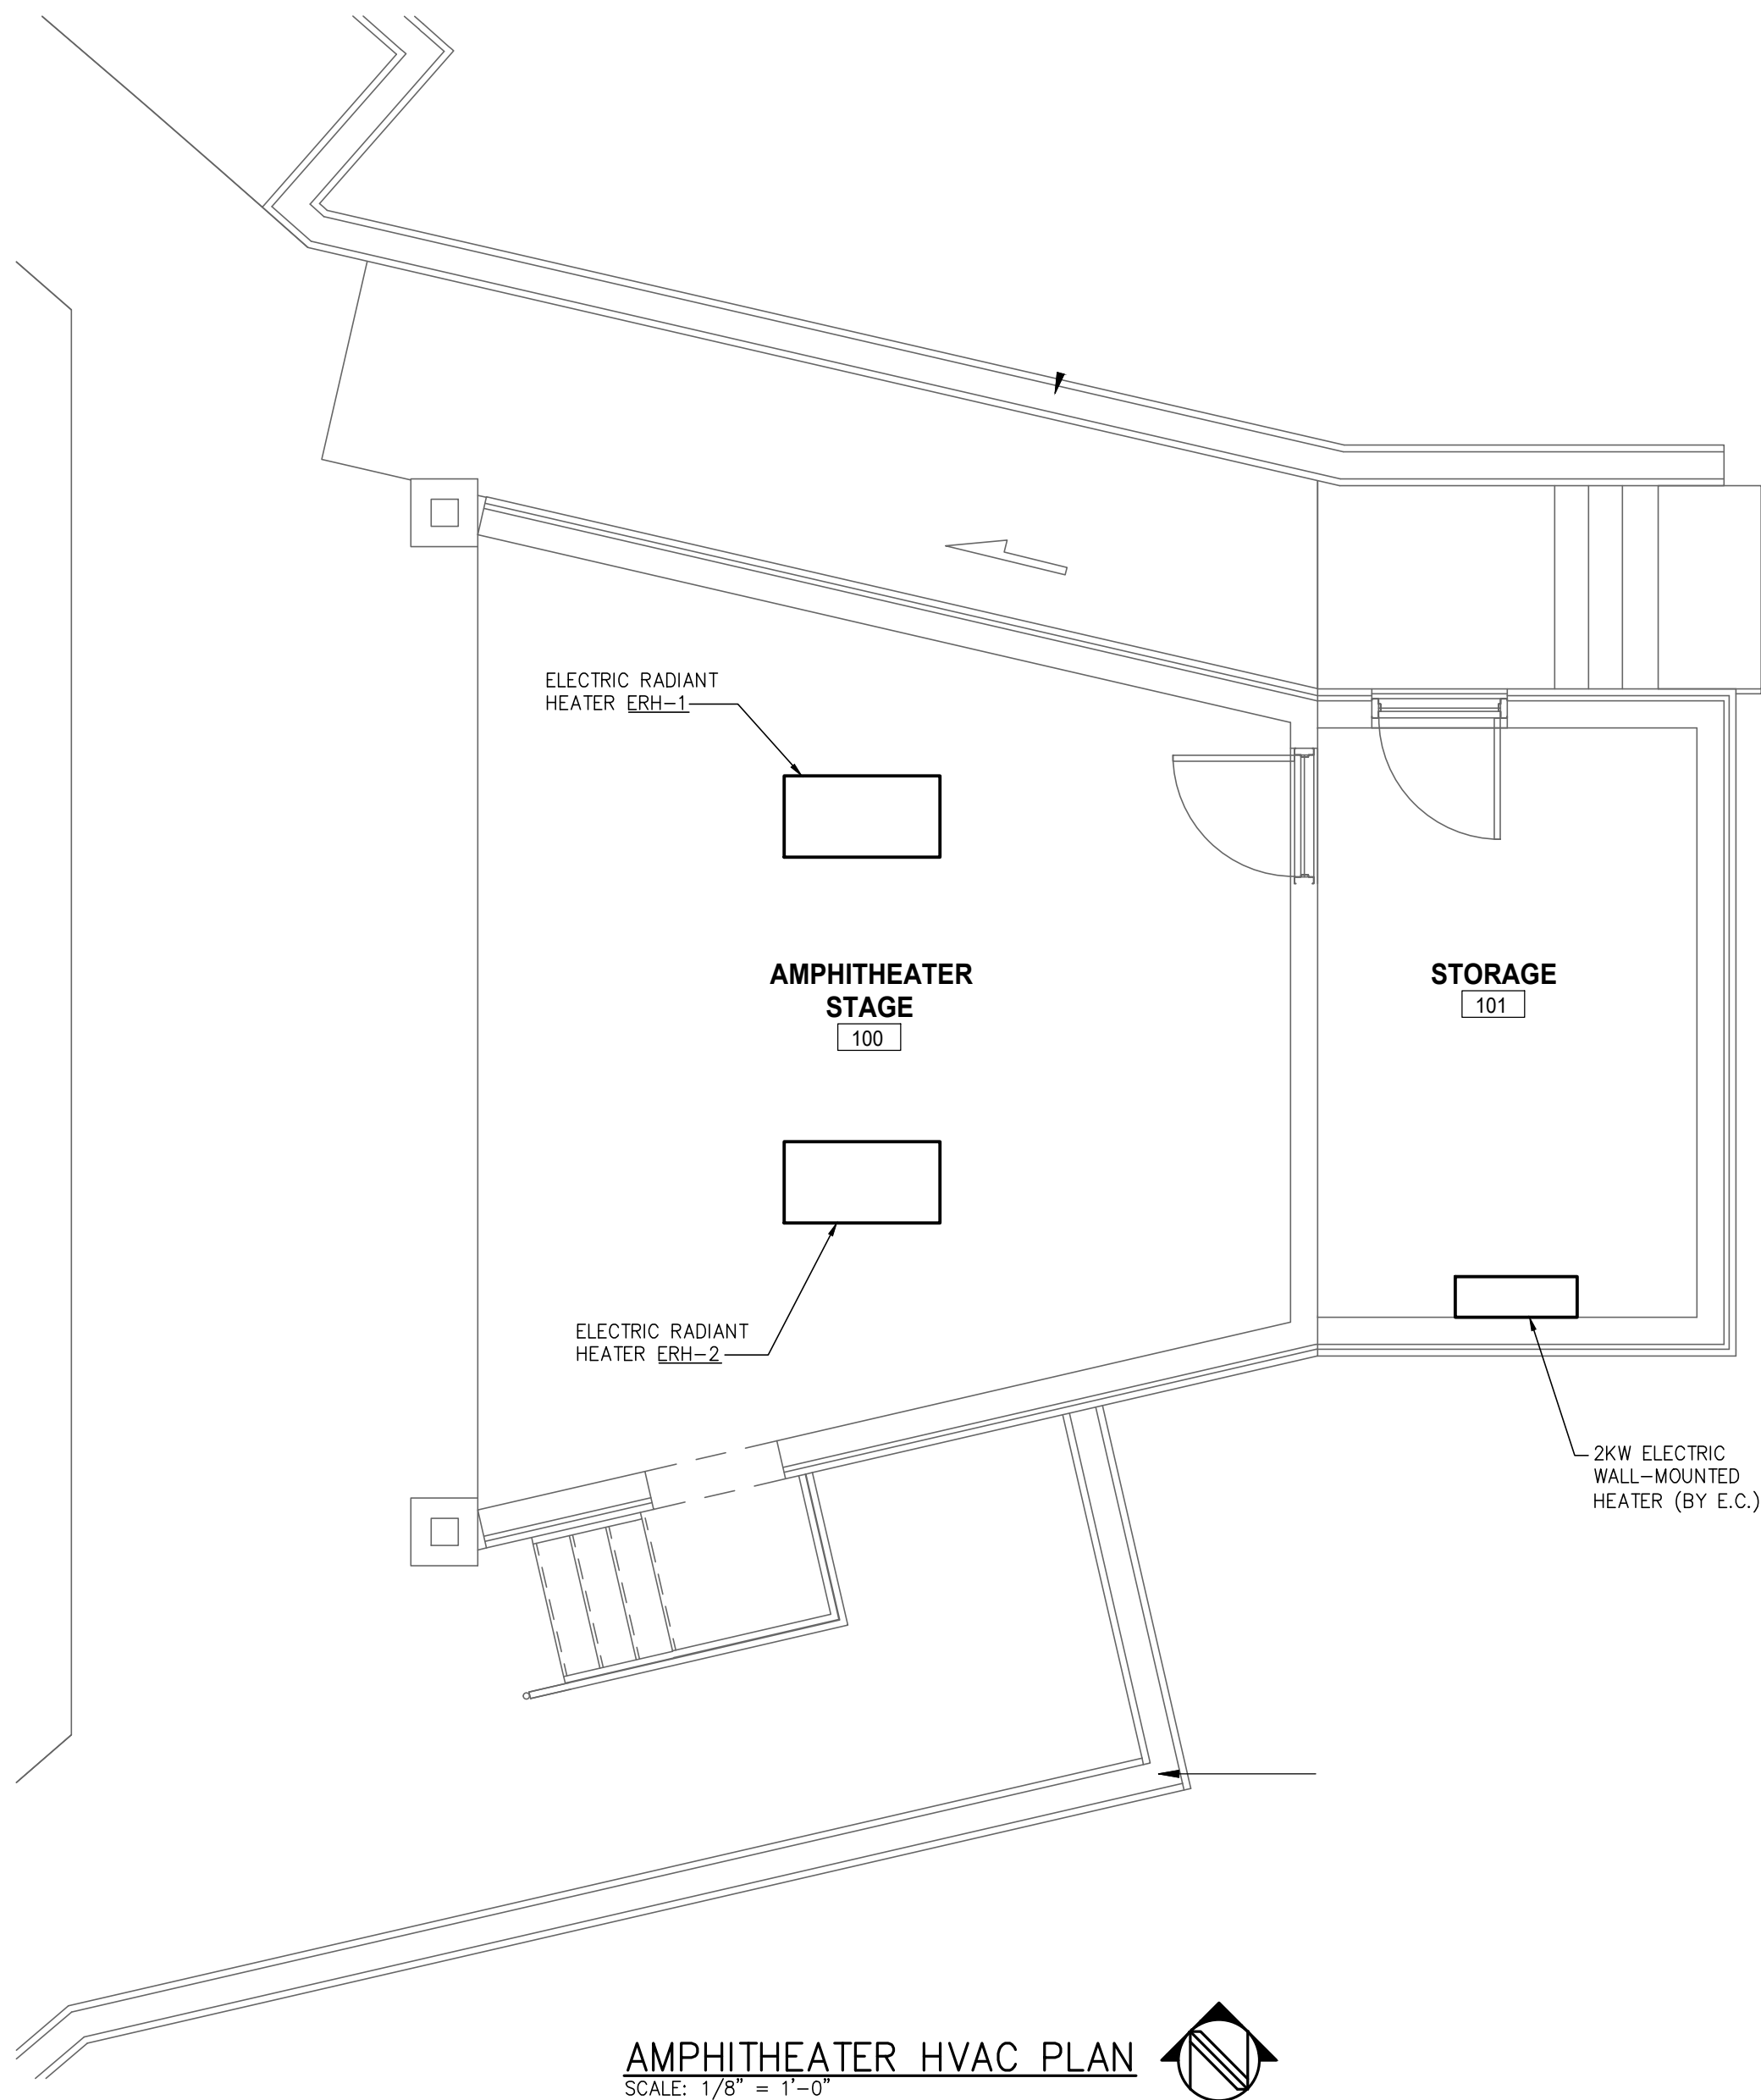 ELECTRIC RADIANT
HEATER ERH-1
AMPHITHEATER
STAGE
100
STORAGE
101
ELECTRIC RADIANT
HEATER ERH-2
2KW ELECTRIC
WALL-MOUNTED
HEATER (BY E.C.)
AMPHITHEATER HVAC PLAN
SCALE: 1/8" = 1'-0"
N